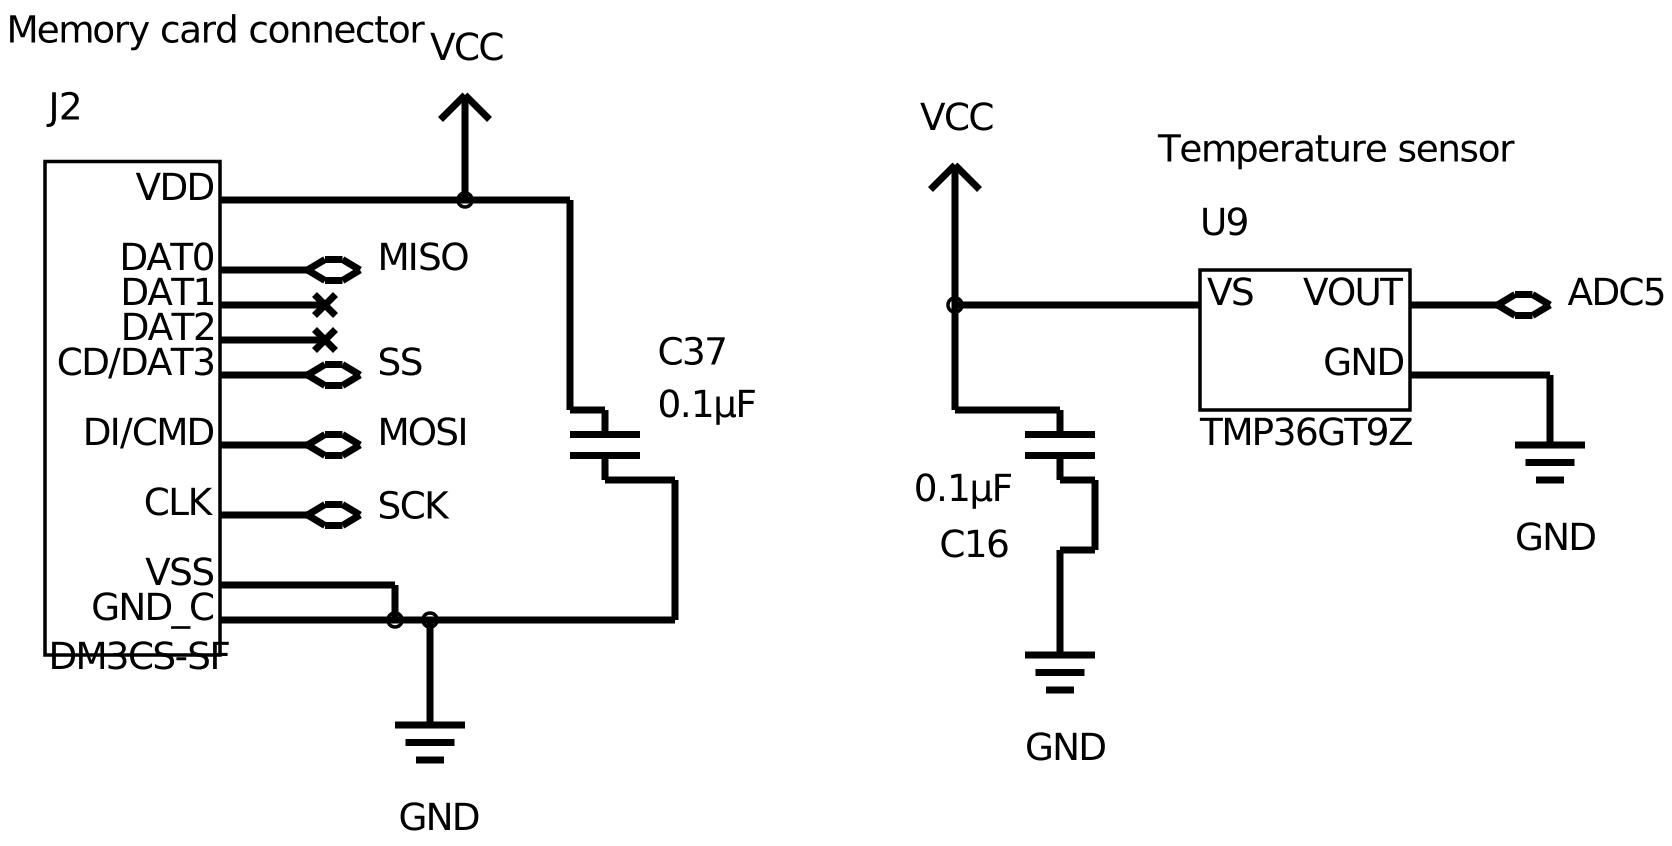 Memory card connector
VCC
J2
VDD
DAT0
MISO
DAT1
DAT2
CD/DAT3
SS
DI/CMD
MOSI
CLK
SCK
VSS
GND_C
DM3CS-SF
C37
0.1µF
GND
VCC
Temperature sensor
U9
VS
VOUT
ADC5
GND
TMP36GT9Z
0.1µF
C16
GND
GND